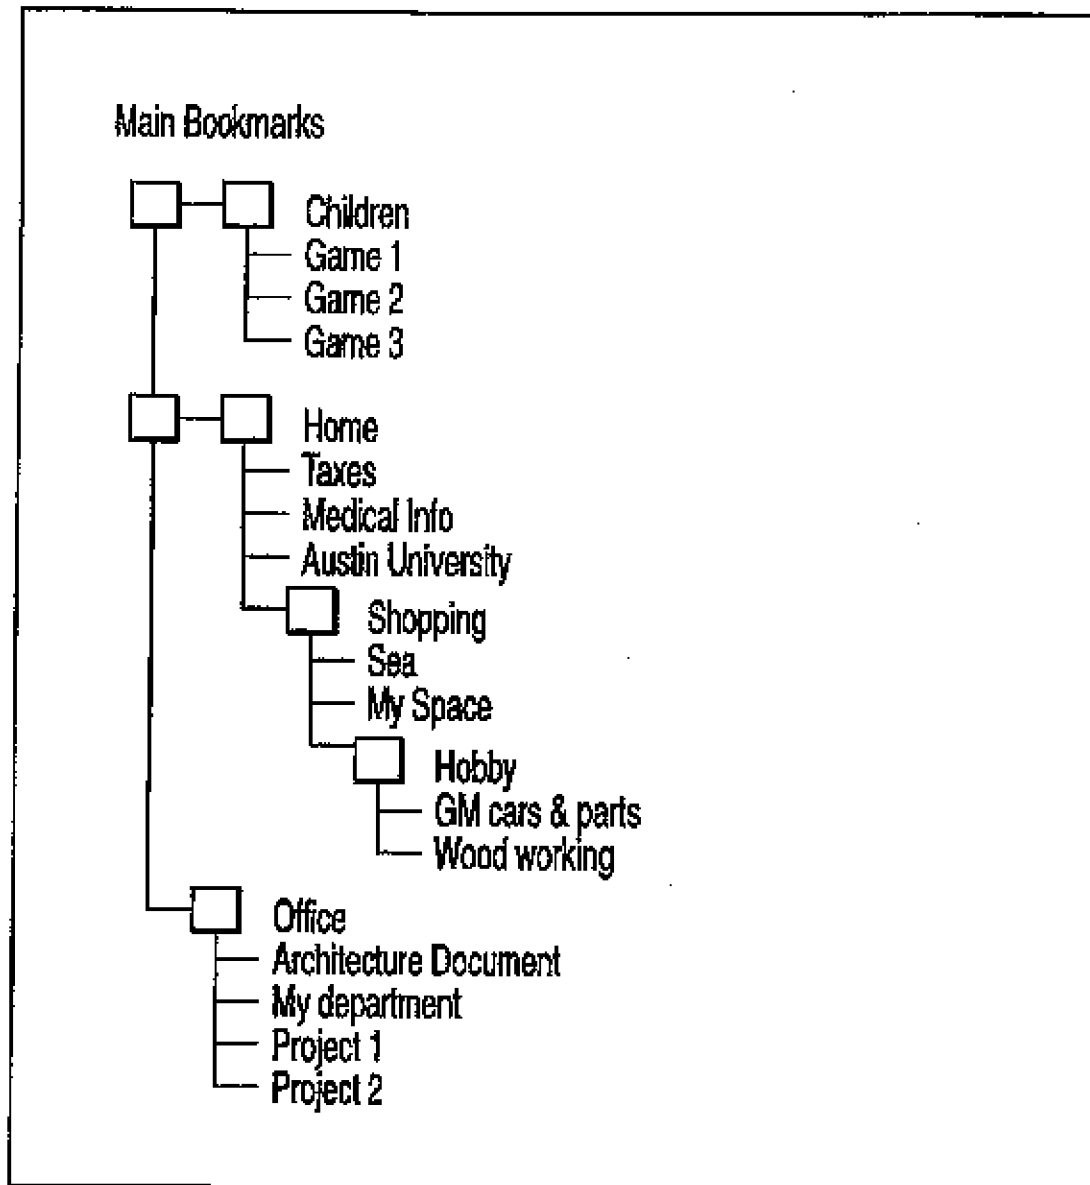 Main Bookmarks
Children
Game 1
Game 2
Game 3
Home
Taxes
Medical Info
Austin University
Shopping
Sea
My Space
Hobby
GM cars & parts
Wood working
Office
Architecture Document
My department
Project 1
Project 2